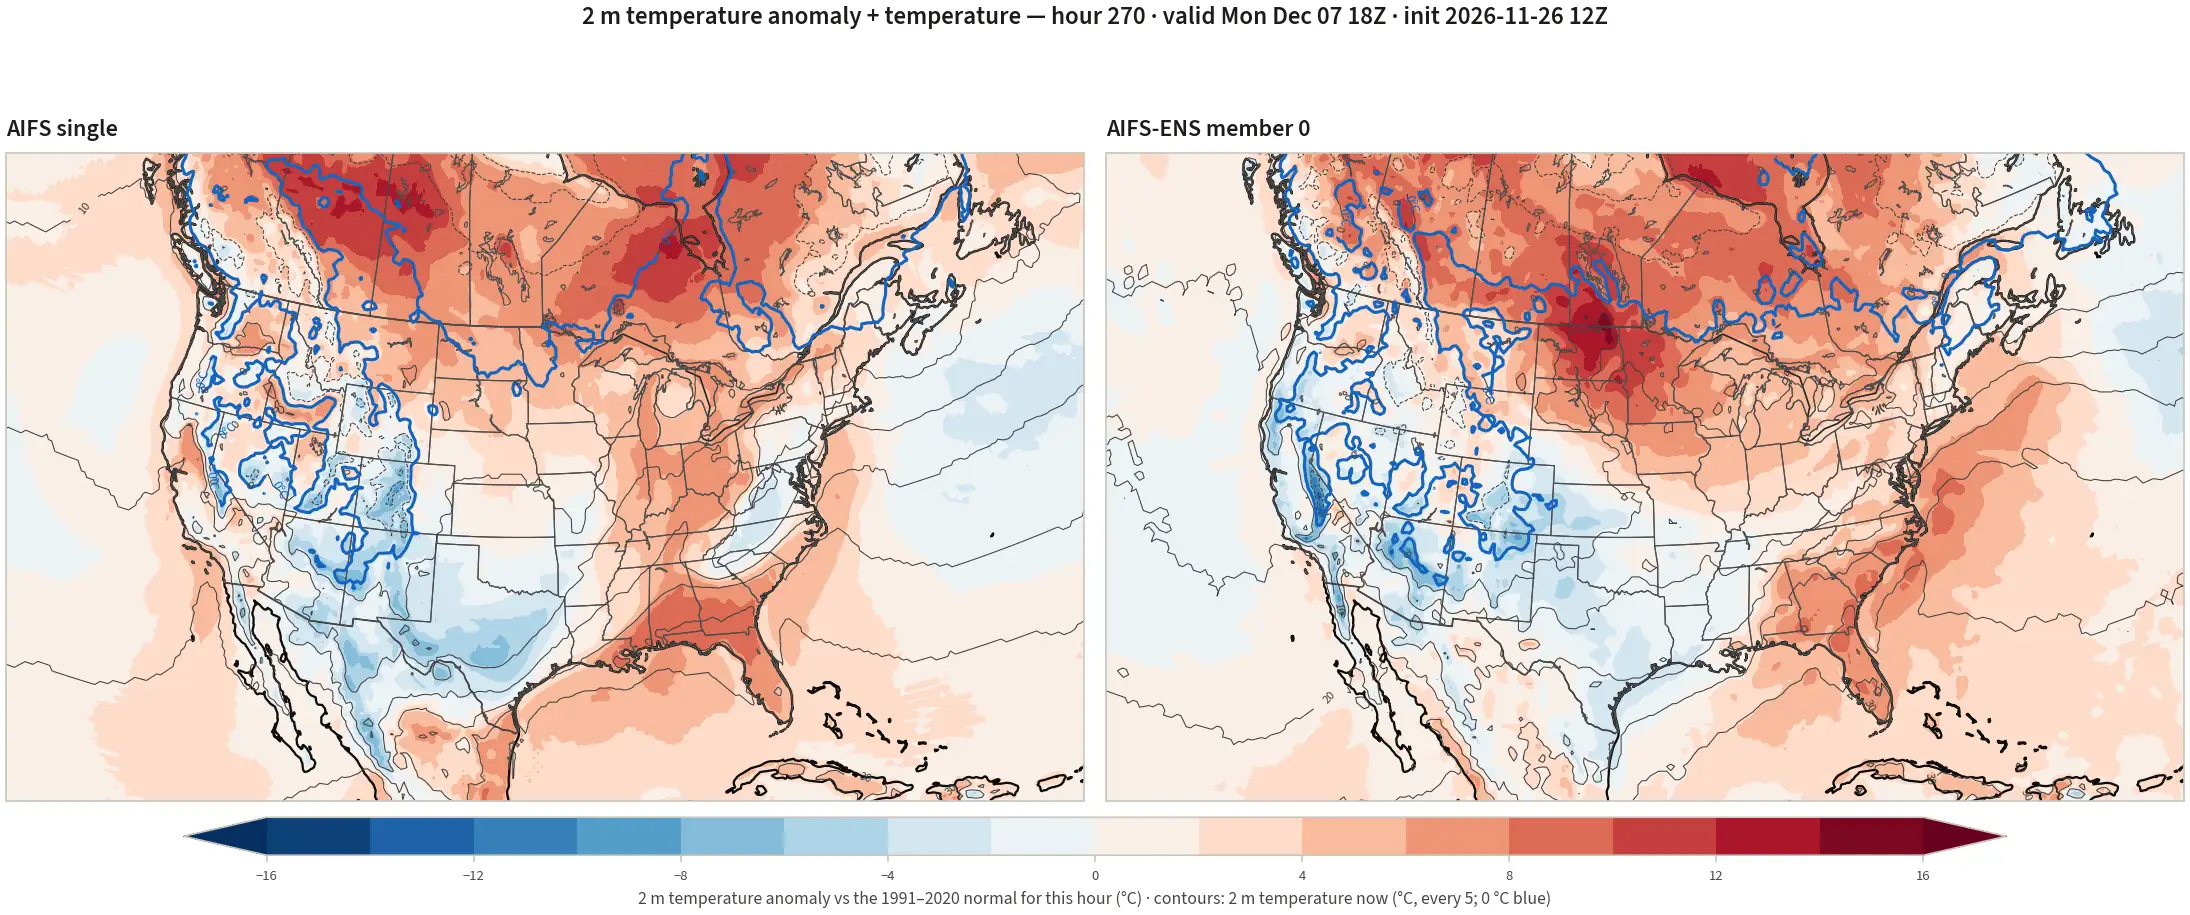 2 m temperature anomaly + temperature — hour 270 · valid Mon Dec 07 18Z · init 2026-11-26 12Z
AIFS single
AIFS-ENS member 0
10
20
−16
−12
−8
−4
0
4
8
12
16
2 m temperature anomaly vs the 1991–2020 normal for this hour (°C) · contours: 2 m temperature now (°C, every 5; 0 °C blue)